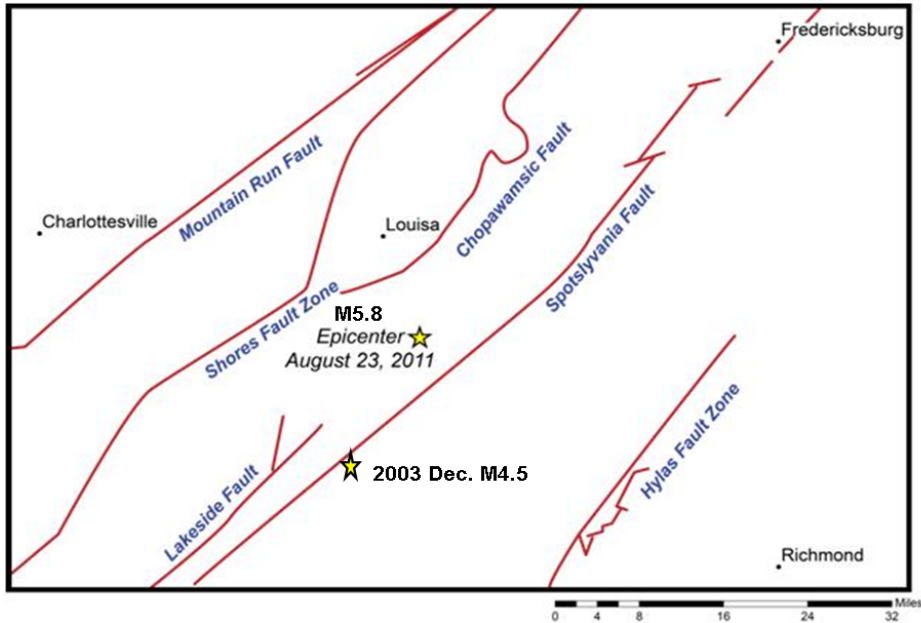 Fredericksburg
Charlottesville
Mountain Run Fault
Louisa
Chopawamsic Fault
Spotslyvania Fault
Shores Fault Zone
M5.8
Epicenter
August 23, 2011
Hylas Fault Zone
Lakeside Fault
2003 Dec. M4.5
Richmond
Miles
0 4 8 16 24 32